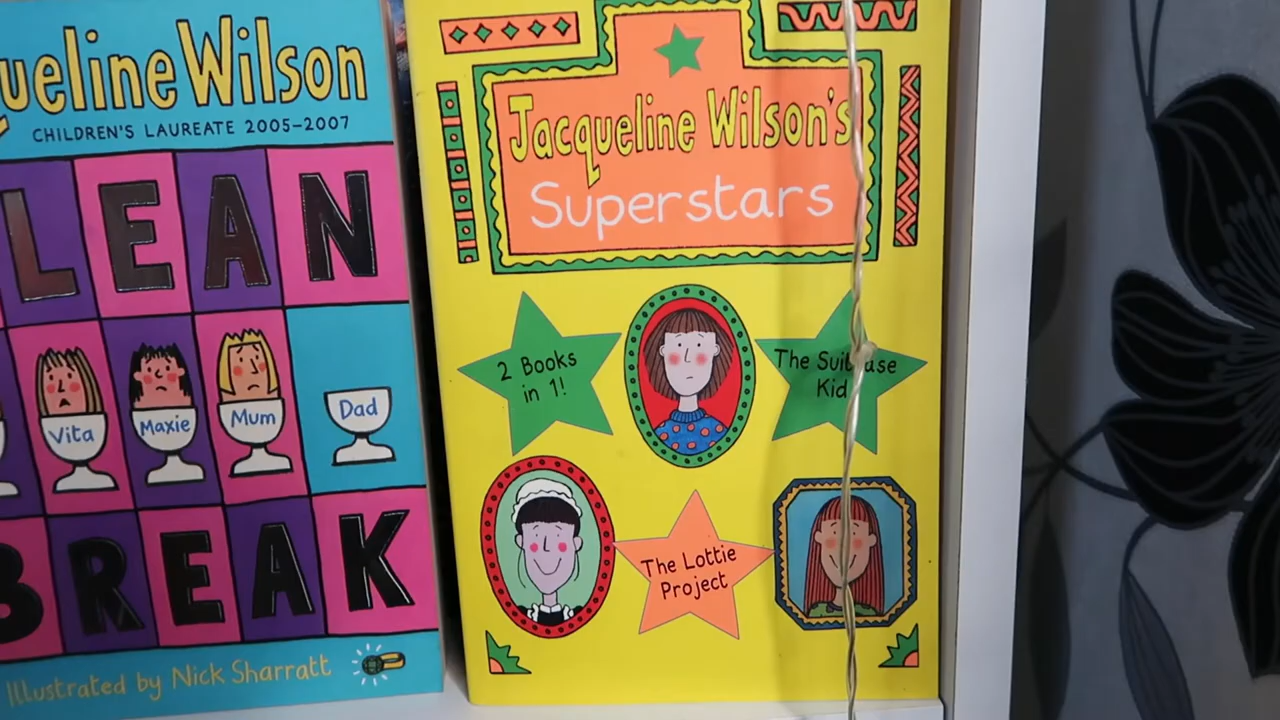 queline Wilson
CHILDREN'S LAUREATE 2005–2007
LEAN
Vita
Maxie
Mum
Dad
BREAK
Illustrated by Nick Sharratt
Jacqueline Wilson's
Superstars
2 Books
in 1!
The Suitcase
Kid
The Lottie
Project